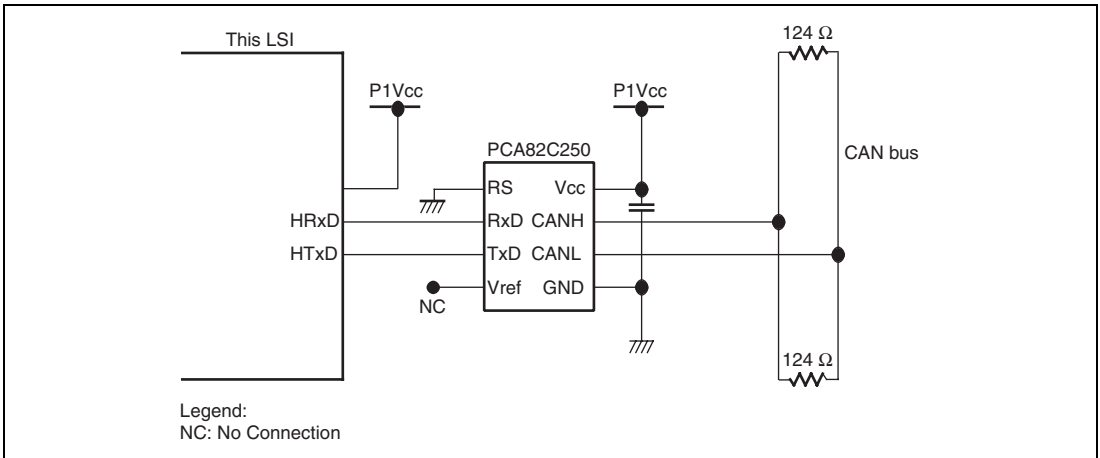 124 Ω
This LSI
P1Vcc
P1Vcc
PCA82C250
CAN bus
RS Vcc
HRxD RxD CANH
HTxD TxD CANL
Vref GND
NC
124 Ω
Legend:
NC: No Connection